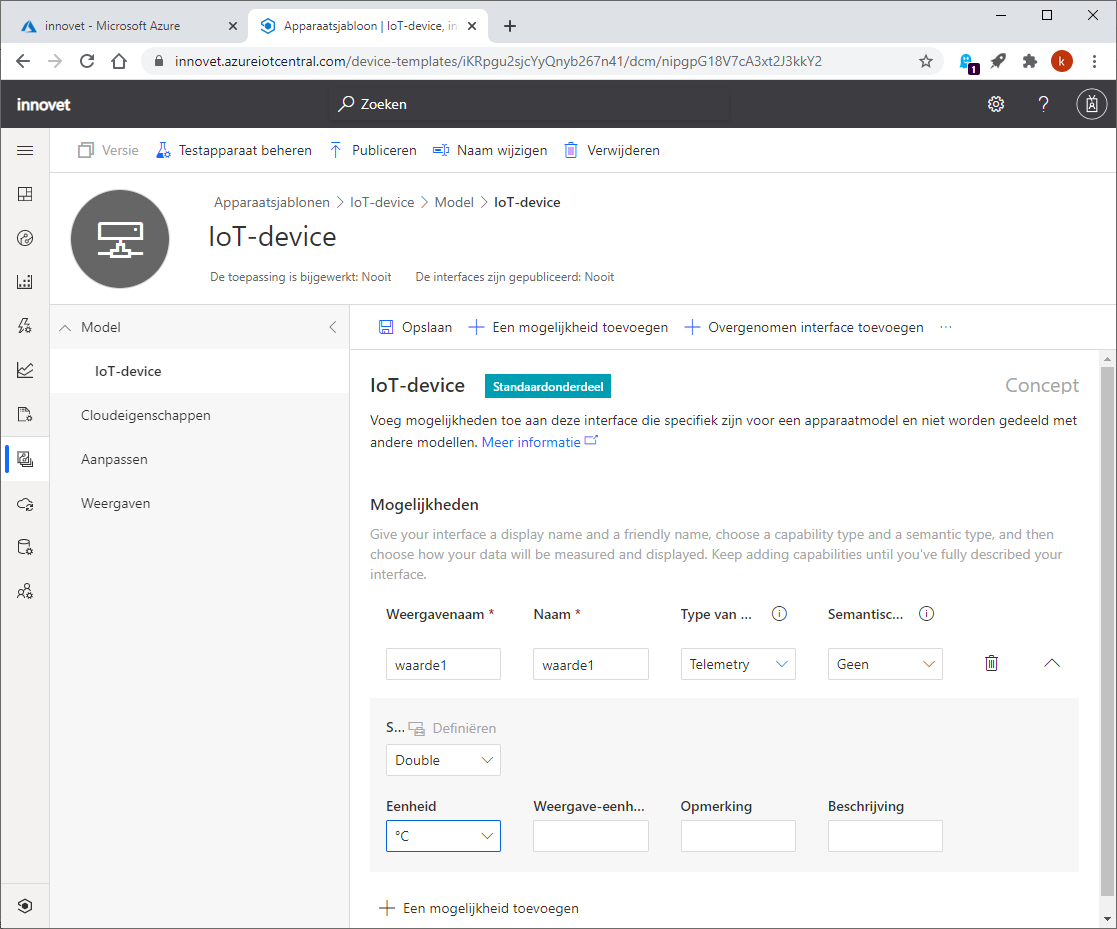 innovet - Microsoft Azure
Apparaatsjabloon | IoT-device, in
innovet.azureiotcentral.com/device-templates/iKRpgu2sjcYyQnyb267n41/dcm/nipgpG18V7cA3xt2J3kkY2
1
k
innovet
Zoeken
?
Versie
Testapparaat beheren
Publiceren
Naam wijzigen
Verwijderen
Apparaatsjablonen > IoT-device > Model > IoT-device
IoT-device
De toepassing is bijgewerkt: Nooit
De interfaces zijn gepubliceerd: Nooit
Model
IoT-device
Cloudeigenschappen
Aanpassen
Weergaven
Opslaan
Een mogelijkheid toevoegen
Overgenomen interface toevoegen
...
IoT-device
Standaardonderdeel
Concept
Voeg mogelijkheden toe aan deze interface die specifiek zijn voor een apparaatmodel en niet worden gedeeld met
andere modellen. Meer informatie
Mogelijkheden
Give your interface a display name and a friendly name, choose a capability type and a semantic type, and then
choose how your data will be measured and displayed. Keep adding capabilities until you've fully described your
interface.
Weergavenaam *
Naam *
Type van ...
Semantisc...
waarde1
waarde1
Telemetry
Geen
S...
Definiëren
Double
Eenheid
Weergave-eenh...
Opmerking
Beschrijving
°C
Een mogelijkheid toevoegen